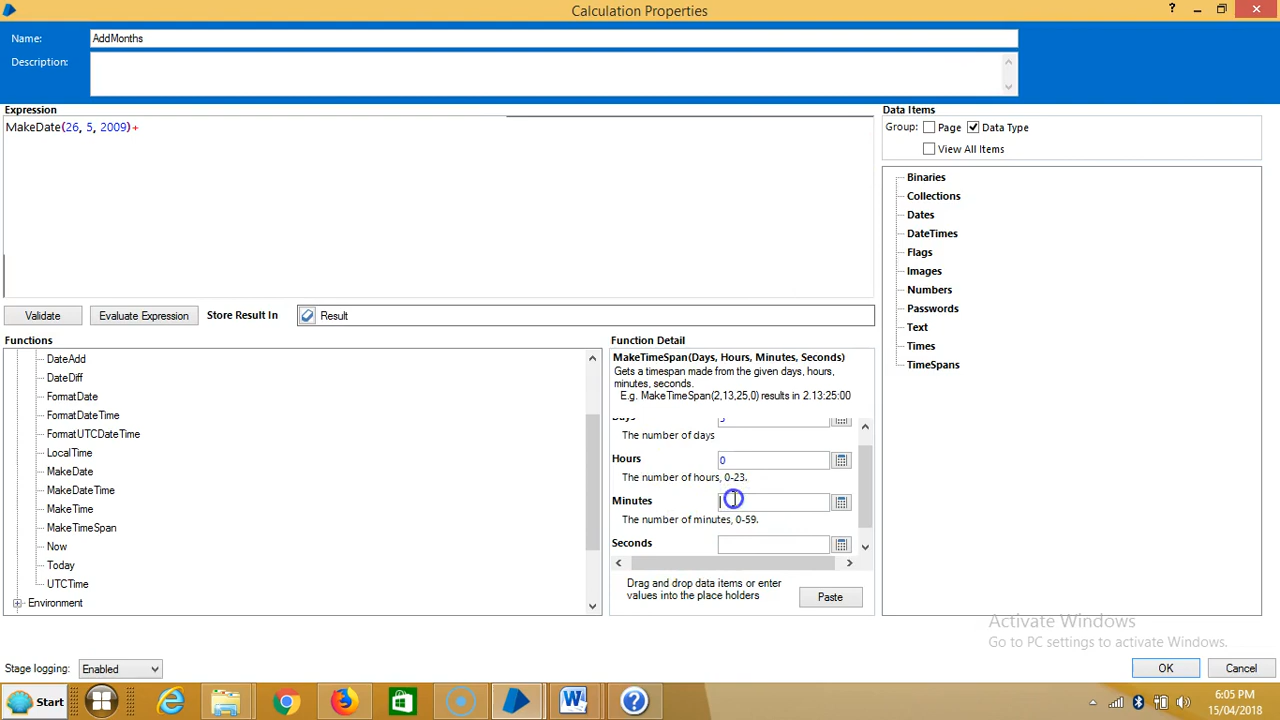 Calculation Properties
?
Name:
AddMonths
Description:
Expression
MakeDate(26, 5, 2009)+
Data Items
Group:
Page
Data Type
View All Items
Binaries
Collections
Dates
DateTimes
Flags
Images
Numbers
Passwords
Text
Times
TimeSpans
Validate
Evaluate Expression
Store Result In
Result
Functions
DateAdd
DateDiff
FormatDate
FormatDateTime
FormatUTCDateTime
LocalTime
MakeDate
MakeDateTime
MakeTime
MakeTimeSpan
Now
Today
UTCTime
Environment
Function Detail
MakeTimeSpan(Days, Hours, Minutes, Seconds)
Gets a timespan made from the given days, hours,
minutes, seconds.
E.g. MakeTimeSpan(2,13,25,0) results in 2.13:25:00
Days
The number of days
Hours
0
The number of hours, 0-23.
Minutes
The number of minutes, 0-59.
Seconds
Drag and drop data items or enter
values into the place holders
Paste
Activate Windows
Go to PC settings to activate Windows.
Stage logging:
Enabled
OK
Cancel
Start
6:05 PM
15/04/2018